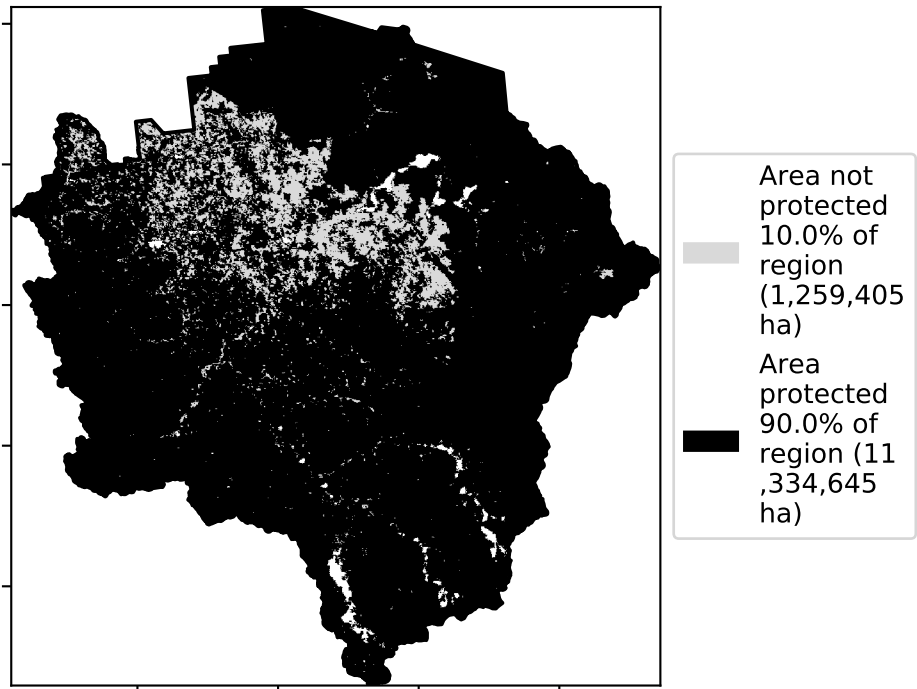 Area not
protected
10.0% of
region
(1,259,405
ha)
Area
protected
90.0% of
region (11
,334,645
ha)